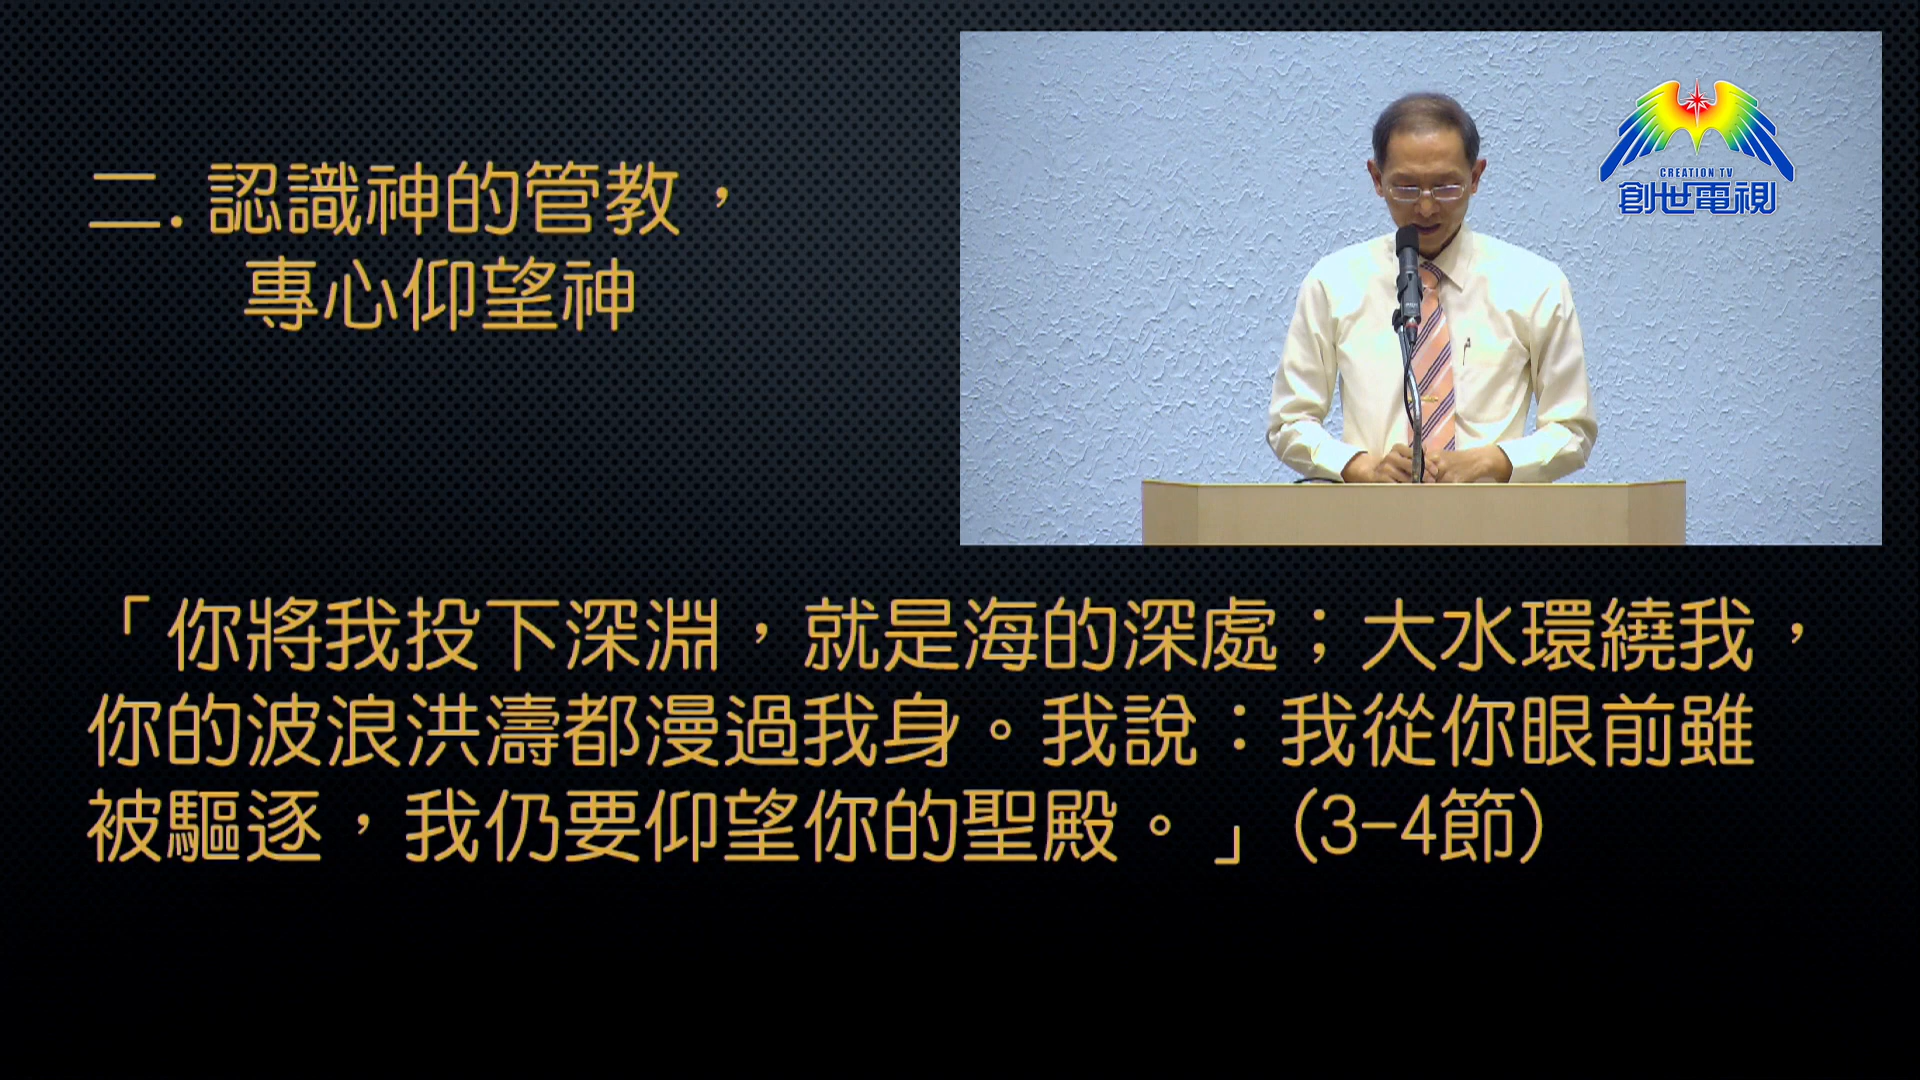 二.認識神的管教，
專心仰望神
CREATION TV
創世電視
「你將我投下深淵，就是海的深處；大水環繞我，
你的波浪洪濤都漫過我身。我說：我從你眼前雖
被驅逐，我仍要仰望你的聖殿。」(3-4節)